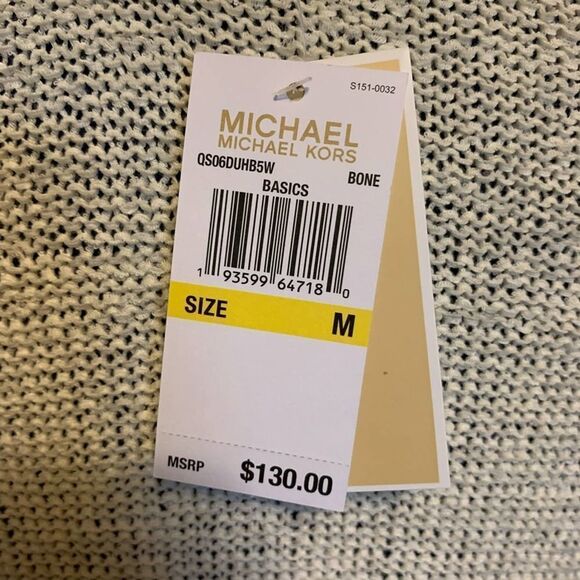 S151-0032
MICHAEL
MICHAEL KORS
QS06DUHB5W BONE
BASICS
1 93599 64718 0
SIZE M
MSRP $130.00